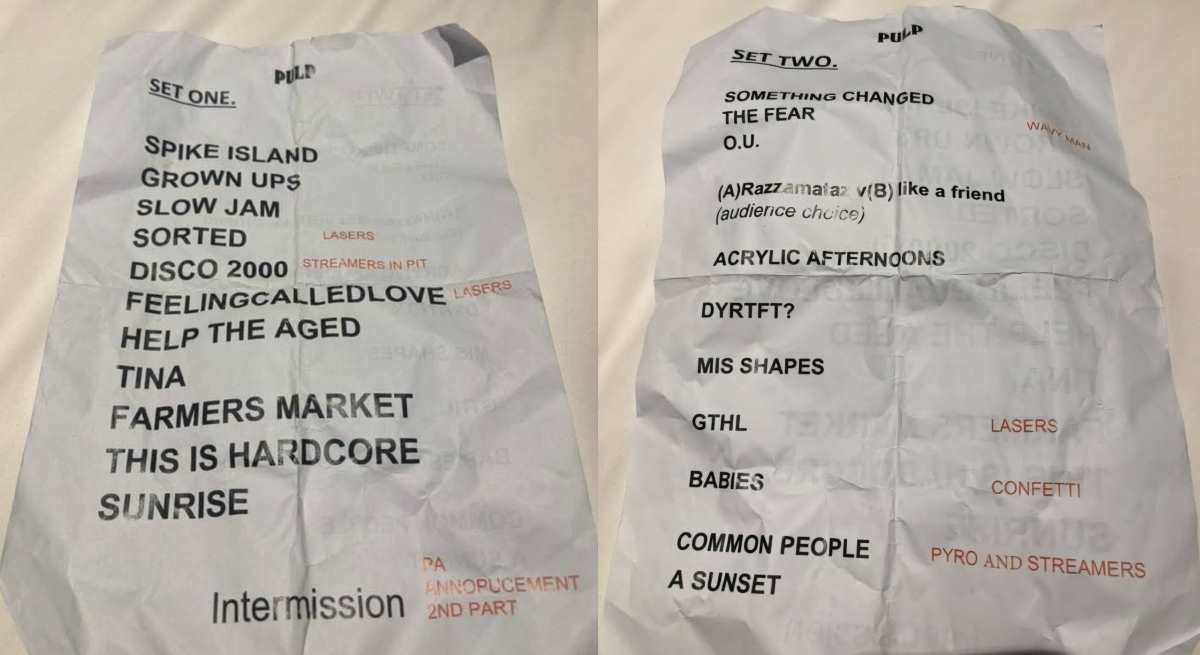 PULP
SET ONE.
SPIKE ISLAND
GROWN UPS
SLOW JAM
SORTED LASERS
DISCO 2000 STREAMERS IN PIT
FEELINGCALLEDLOVE LASERS
HELP THE AGED
TINA
FARMERS MARKET
THIS IS HARDCORE
SUNRISE
Intermission
PA
ANNOPUCEMENT
2ND PART
PULP
SET TWO.
SOMETHING CHANGED
THE FEAR
O.U. WAVY MAN
(A)Razzamataz v(B) like a friend
(audience choice)
ACRYLIC AFTERNOONS
DYRTFT?
MIS SHAPES
GTHL LASERS
BABIES CONFETTI
COMMON PEOPLE PYRO AND STREAMERS
A SUNSET